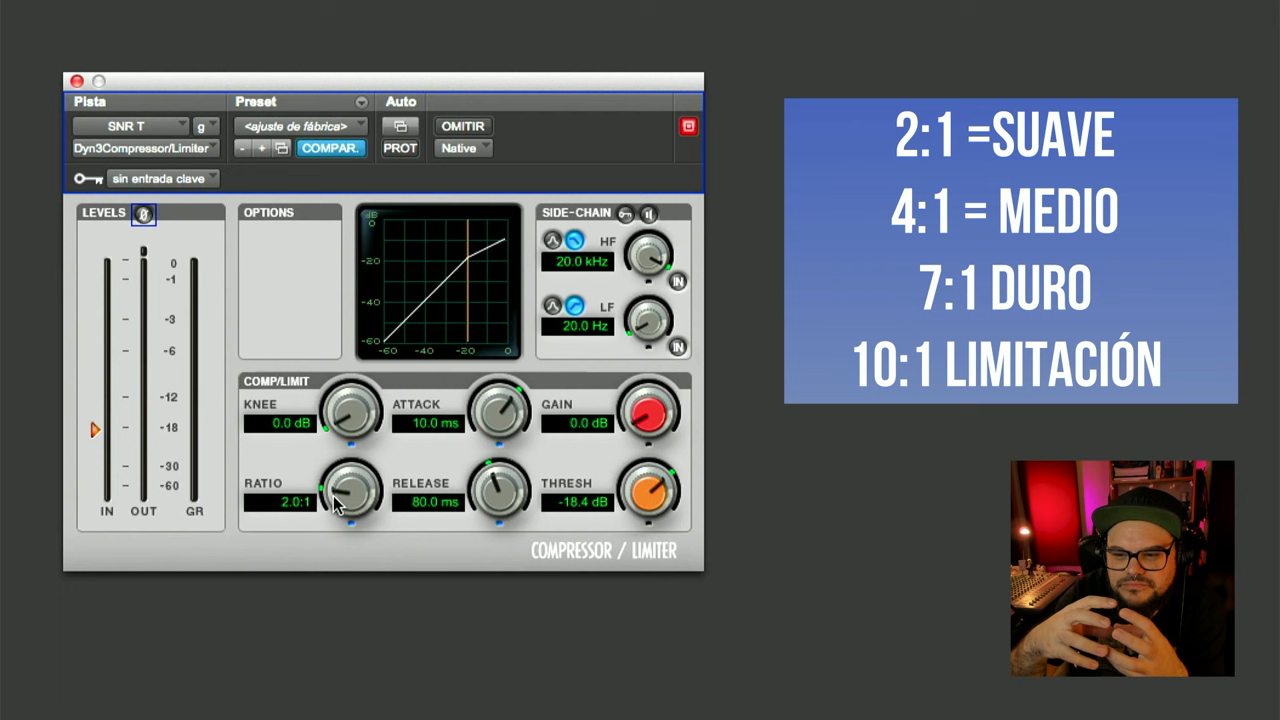 Pista
Preset
Auto
SNR T
g
<ajuste de fábrica>
OMITIR
Dyn3Compressor/Limiter
- +
COMPAR.
PROT
Native
sin entrada clave
LEVELS
ø
OPTIONS
dB
0
-20
-40
-60
-60 -40 -20 0
SIDE-CHAIN
HF
20.0 kHz
IN
LF
20.0 Hz
IN
0
-1
-3
-6
-12
-18
-30
-60
IN OUT GR
COMP/LIMIT
KNEE
0.0 dB
ATTACK
10.0 ms
GAIN
0.0 dB
RATIO
2.0:1
RELEASE
80.0 ms
THRESH
-18.4 dB
COMPRESSOR / LIMITER
2:1 =SUAVE
4:1 = MEDIO
7:1 DURO
10:1 LIMITACIÓN